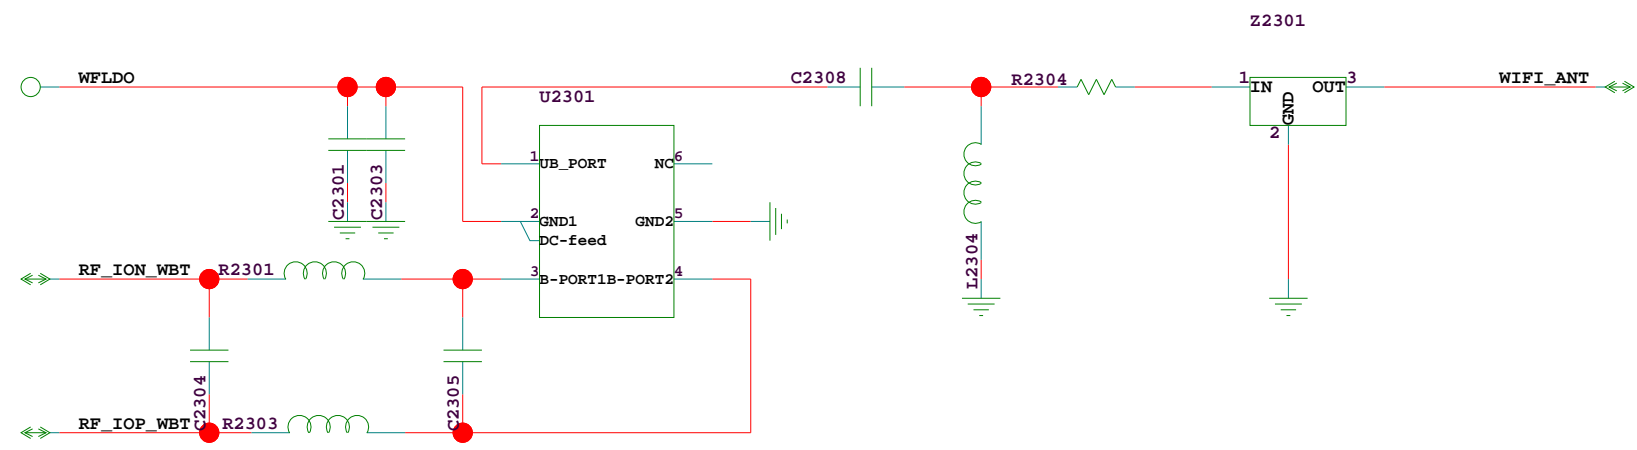 Z2301
WFLDO
C2308
R2304
1
IN
GND
OUT
3
2
WIFI_ANT
U2301
C2301
C2303
1
UB_PORT
NC
6
2
GND1
DC-feed
GND2
5
3
B-PORT1
B-PORT2
4
L2304
RF_ION_WBT
R2301
C2304
C2305
RF_IOP_WBT
R2303